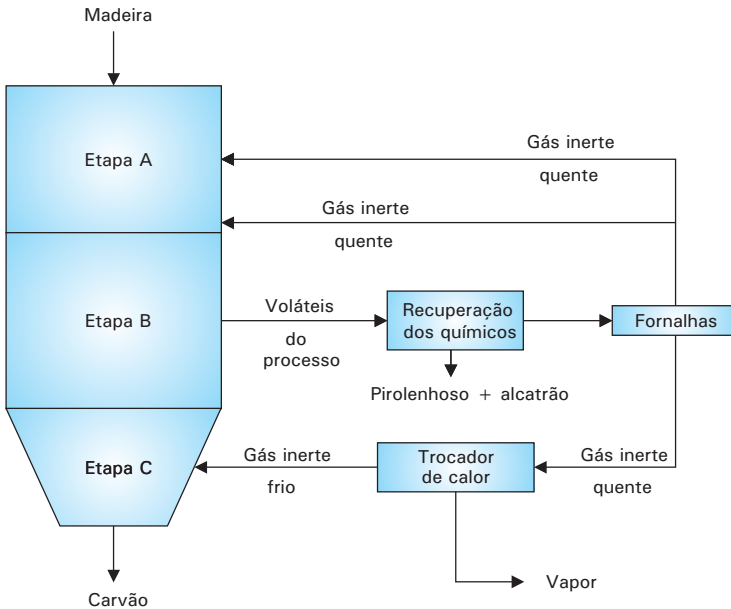 Madeira
Etapa A
Gás inerte
quente
Gás inerte
quente
Etapa B
Voláteis
do
processo
Recuperação
dos químicos
Fornalhas
Pirolenhoso + alcatrão
Etapa C
Gás inerte
frio
Trocador
de calor
Gás inerte
quente
Vapor
Carvão